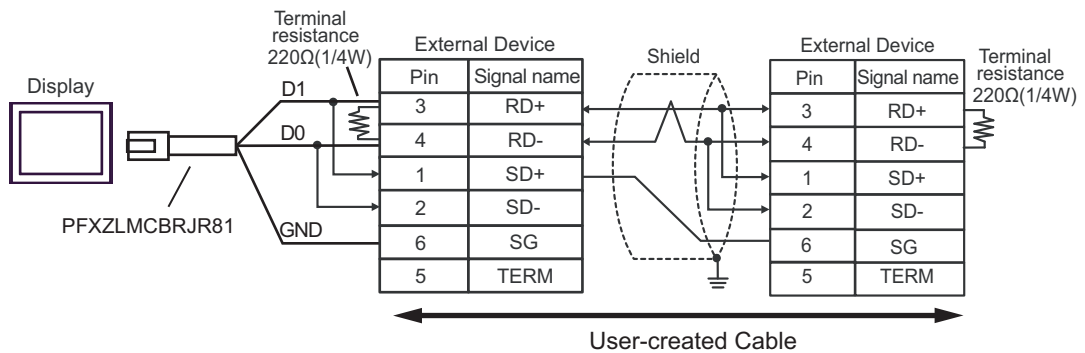 Terminal
resistance
220Ω(1/4W)
External Device
Shield
External Device
Terminal
resistance
220Ω(1/4W)
Display
D1
D0
GND
PFXZLMCBRJR81
Pin Signal name
3 RD+
4 RD-
1 SD+
2 SD-
6 SG
5 TERM
Pin Signal name
3 RD+
4 RD-
1 SD+
2 SD-
6 SG
5 TERM
User-created Cable